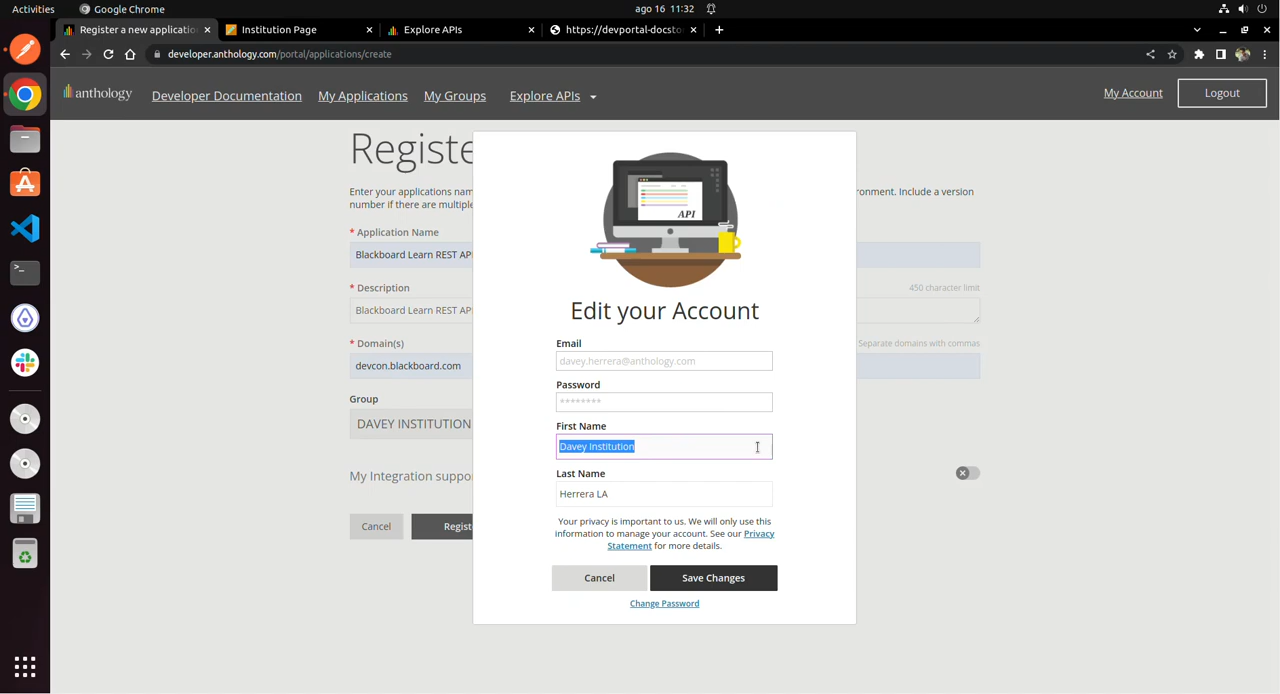 Activities
Google Chrome
ago 16 11:32
Register a new applicatio
Institution Page
Explore APIs
https://devportal-docsto
developer.anthology.com/portal/applications/create
anthology
Developer Documentation
My Applications
My Groups
Explore APIs
My Account
Logout
Registe
Enter your applications nam
ronment. Include a version
number if there are multiple
* Application Name
Blackboard Learn REST AP
* Description
450 character limit
Blackboard Learn REST AP
* Domain(s)
Separate domains with commas
devcon.blackboard.com
Group
DAVEY INSTITUTION
My Integration suppo
Cancel
Regist
API
Edit your Account
Email
davey.herrera@anthology.com
Password
********
First Name
Davey Institution
Last Name
Herrera LA
Your privacy is important to us. We will only use this
information to manage your account. See our Privacy
Statement for more details.
Cancel
Save Changes
Change Password